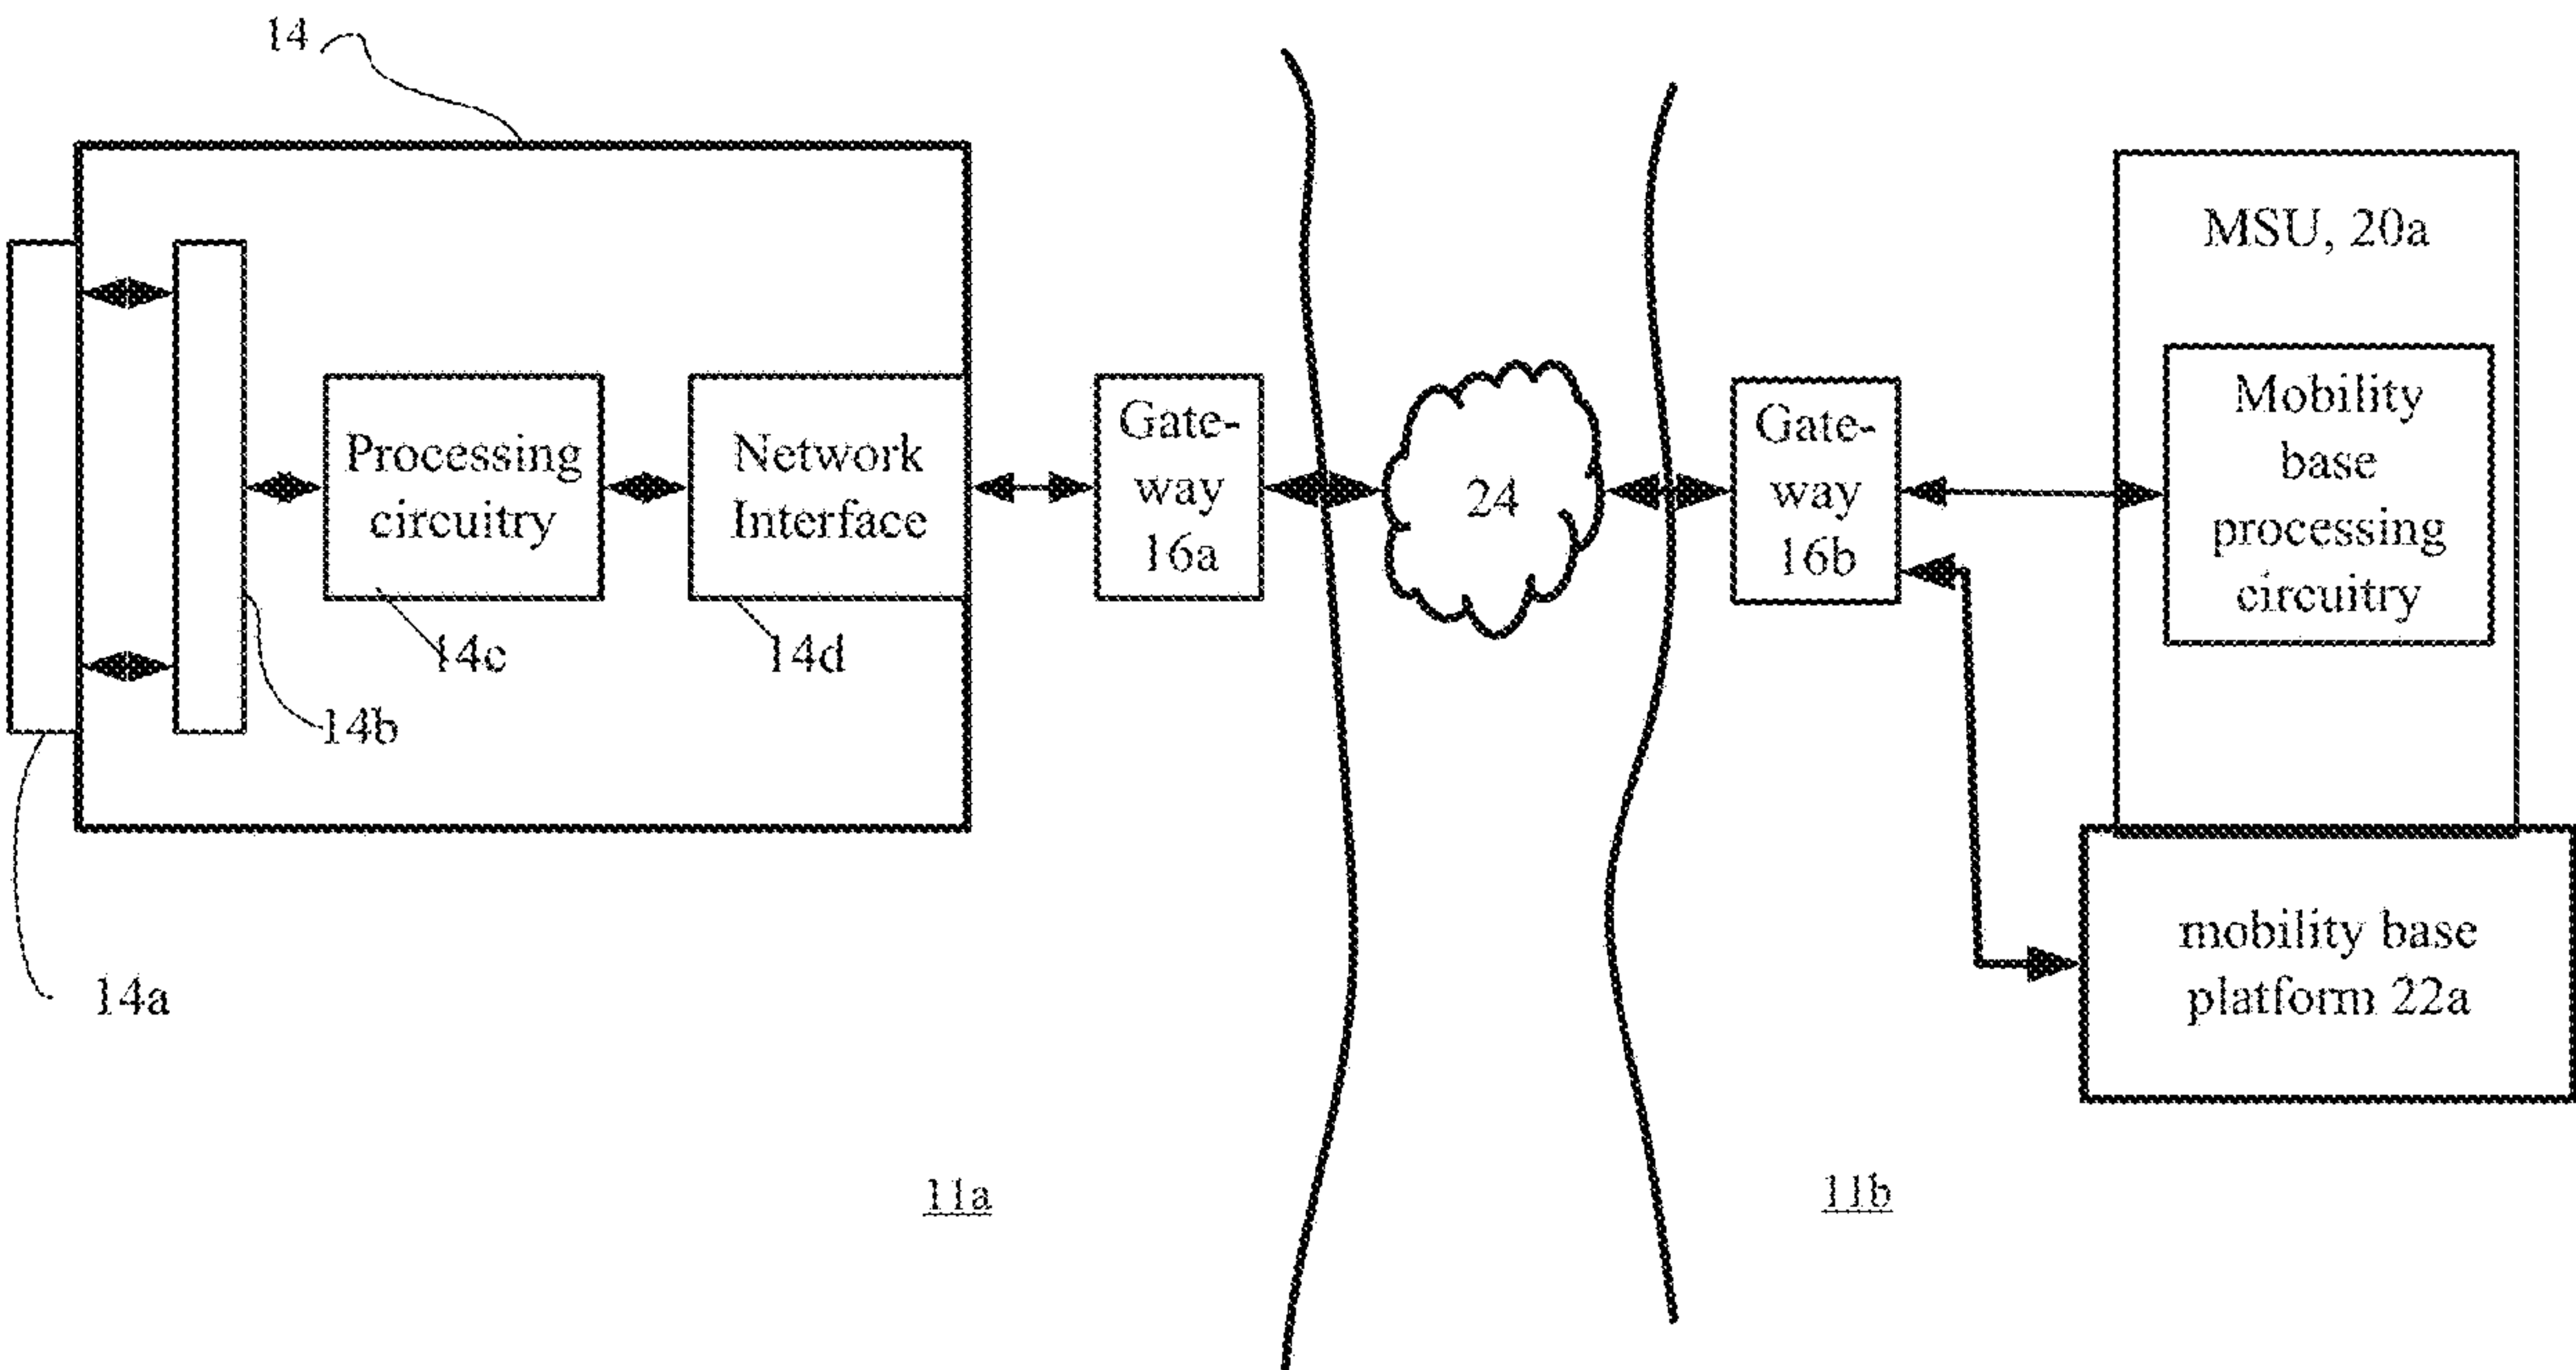 14
MSU, 20a
Processing
circuitry
Network
Interface
Gate-
way
16a
24
Gate-
way
16b
Mobility
base
processing
circuitry
14c
14d
14b
14a
mobility base
platform 22a
11a
11b